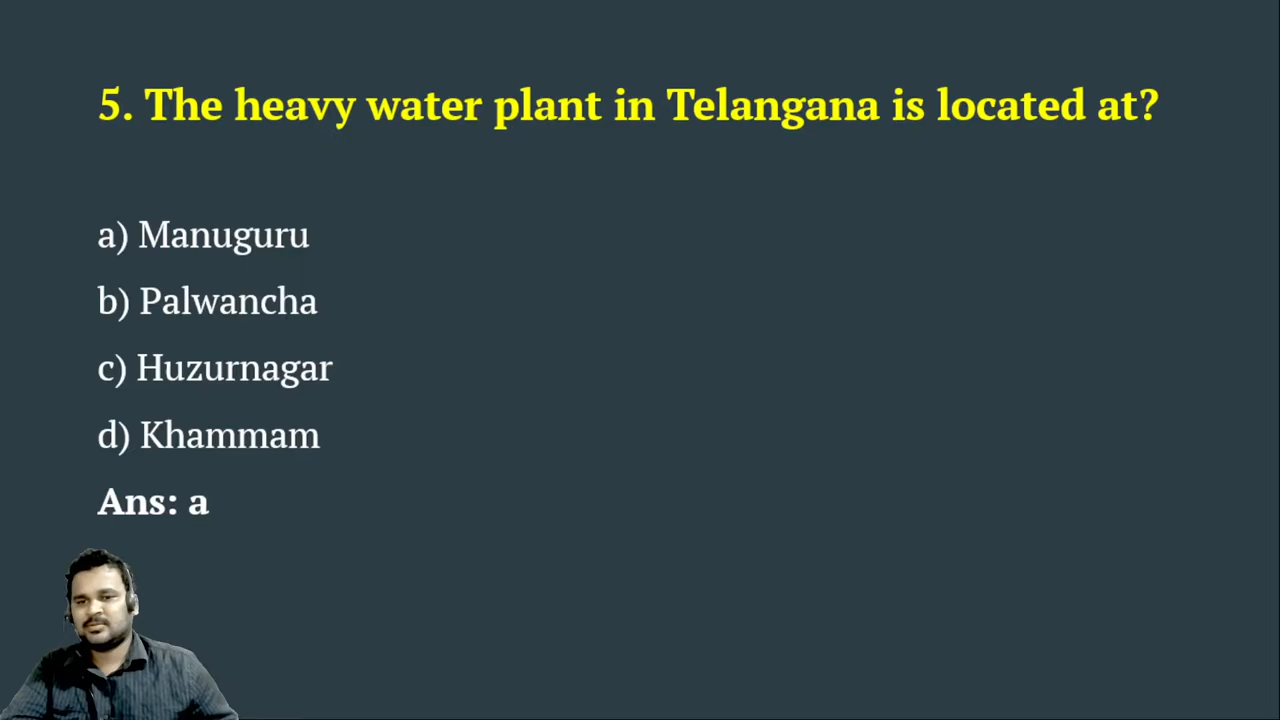 5. The heavy water plant in Telangana is located at?
a) Manuguru
b) Palwancha
c) Huzurnagar
d) Khammam
Ans: a